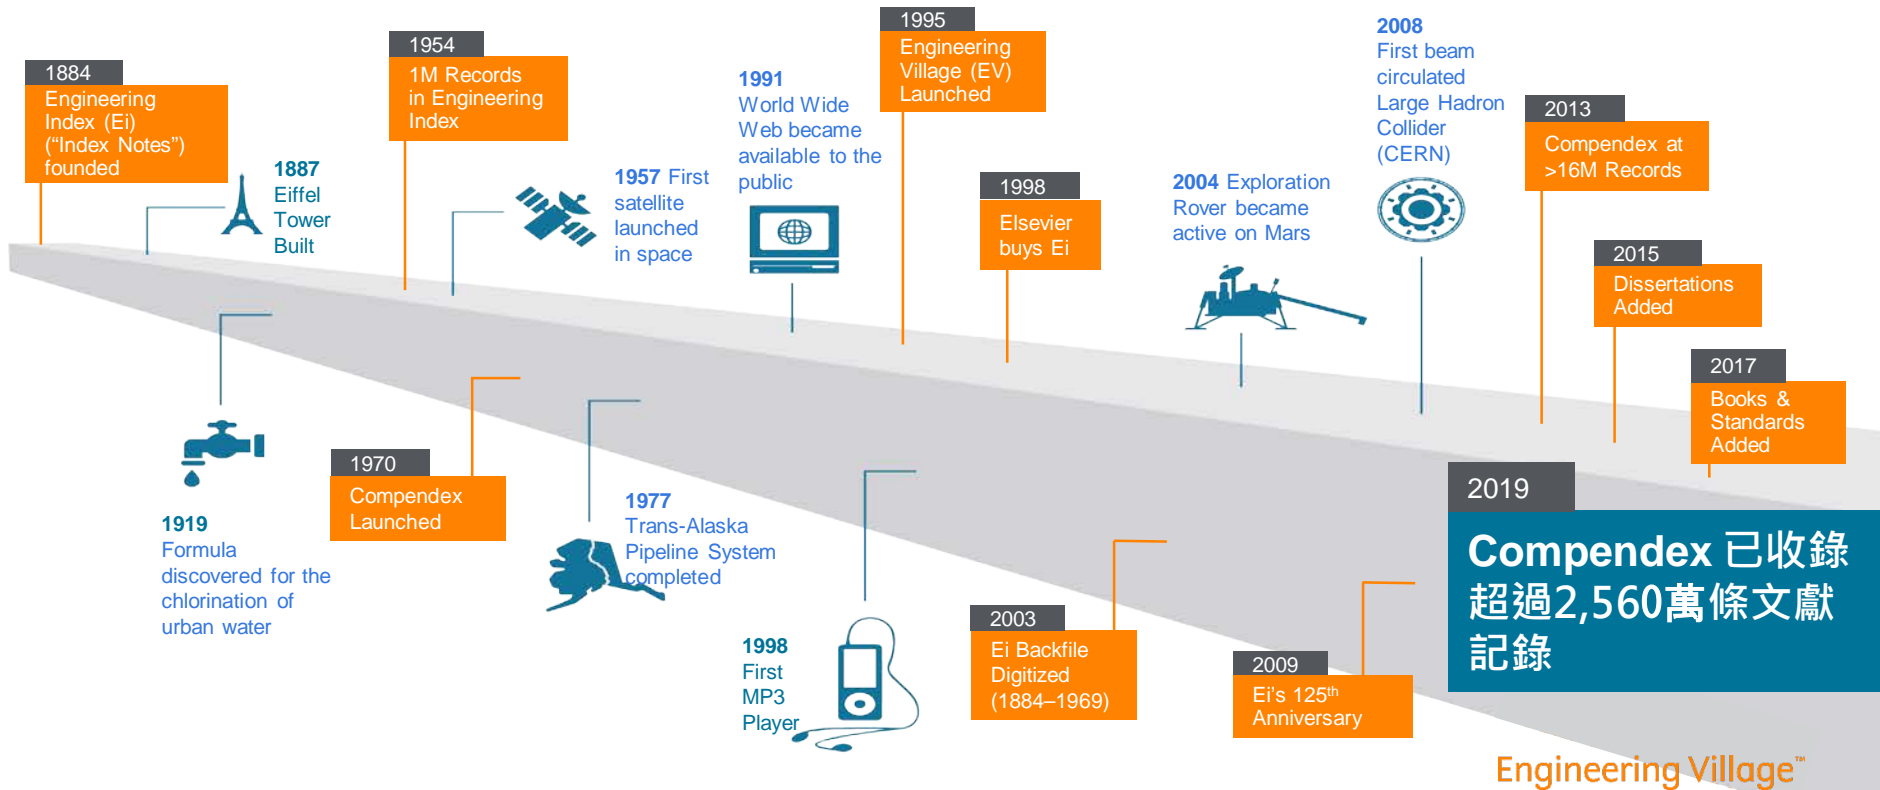 1884
Engineering
Index (Ei)
(“Index Notes”)
founded
1887
Eiffel
Tower
Built
1919
Formula
discovered for the
chlorination of
urban water
1954
1M Records
in Engineering
Index
1957 First
satellite
launched
in space
1970
Compendex
Launched
1977
Trans-Alaska
Pipeline System
completed
1991
World Wide
Web became
available to the
public
1995
Engineering
Village (EV)
Launched
1998
Elsevier
buys Ei
1998
First
MP3
Player
2003
Ei Backfile
Digitized
(1884–1969)
2004 Exploration
Rover became
active on Mars
2008
First beam
circulated
Large Hadron
Collider
(CERN)
2009
Ei’s 125th
Anniversary
2013
Compendex at
>16M Records
2015
Dissertations
Added
2017
Books &
Standards
Added
2019
Compendex 已收錄
超過2,560萬條文獻
記錄
Engineering Village™